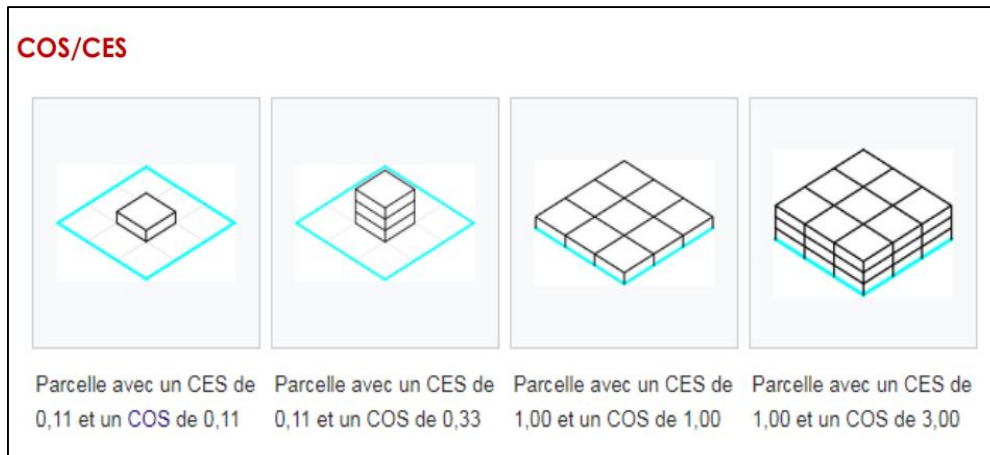 COS/CES
Parcelle avec un CES de
0,11 et un COS de 0,11
Parcelle avec un CES de
0,11 et un COS de 0,33
Parcelle avec un CES de
1,00 et un COS de 1,00
Parcelle avec un CES de
1,00 et un COS de 3,00